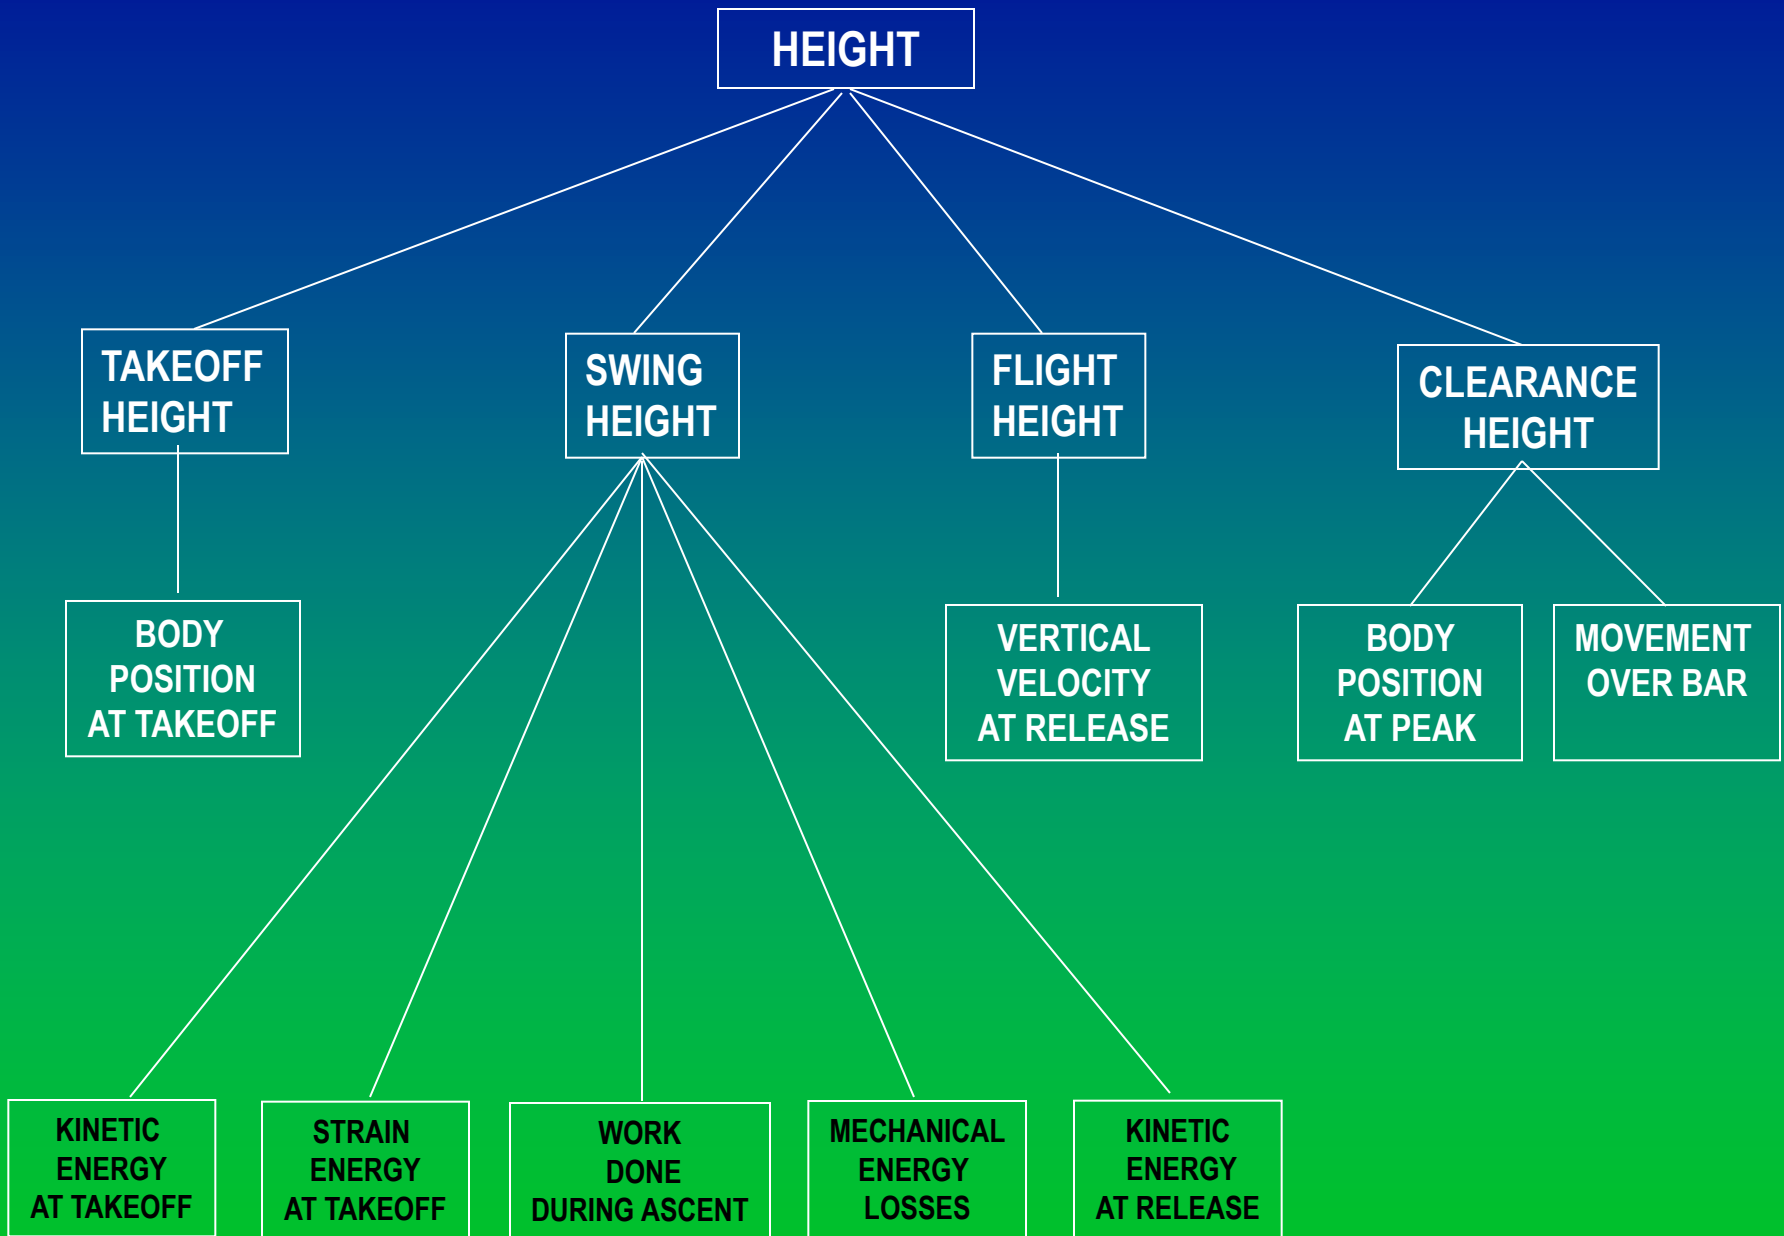 HEIGHT
TAKEOFF
HEIGHT
SWING
HEIGHT
FLIGHT
HEIGHT
CLEARANCE
HEIGHT
BODY
POSITION
AT TAKEOFF
VERTICAL
VELOCITY
AT RELEASE
BODY
POSITION
AT PEAK
MOVEMENT
OVER BAR
KINETIC
ENERGY
AT TAKEOFF
STRAIN
ENERGY
AT TAKEOFF
WORK
DONE
DURING ASCENT
MECHANICAL
ENERGY
LOSSES
KINETIC
ENERGY
AT RELEASE